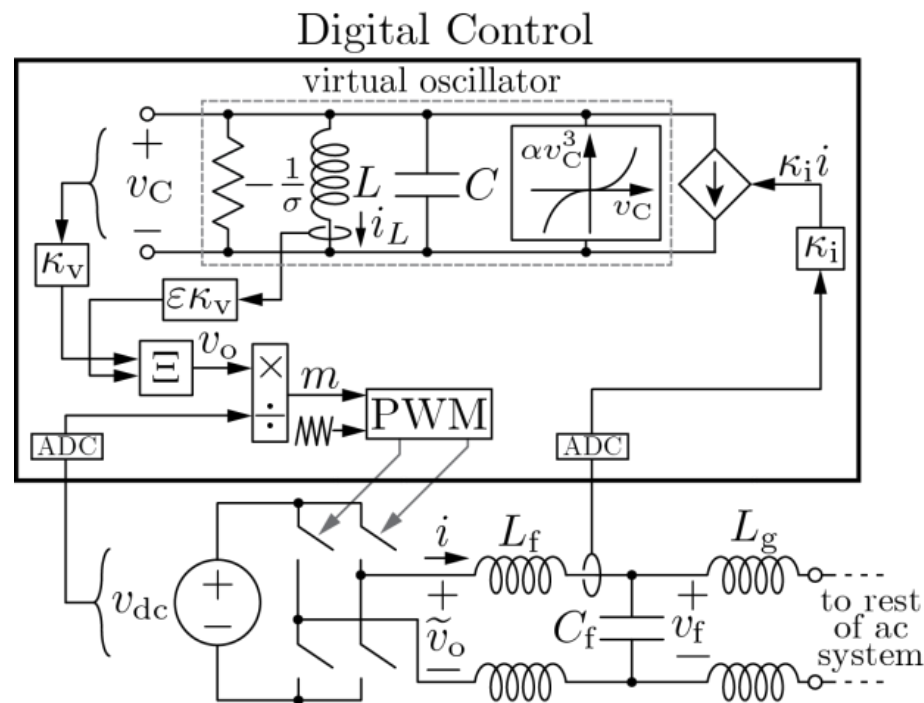 Digital Control
virtual oscillator
+
v_C
−
−1/σ
L
i_L
C
αv_C^3
v_C
κ_i i
κ_v
κ_i
εκ_v
Ξ
v_o
×
÷
m
PWM
ADC
ADC
v_dc
+
−
i
L_f
L_g
+
ṽ_o
−
C_f
+
v_f
−
to rest
of ac
system